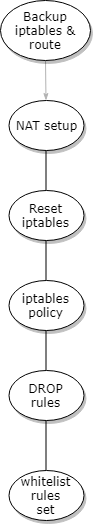 Backup
iptables &
route
NAT setup
Reset
iptables
iptables
policy
DROP
rules
whitelist
rules
set